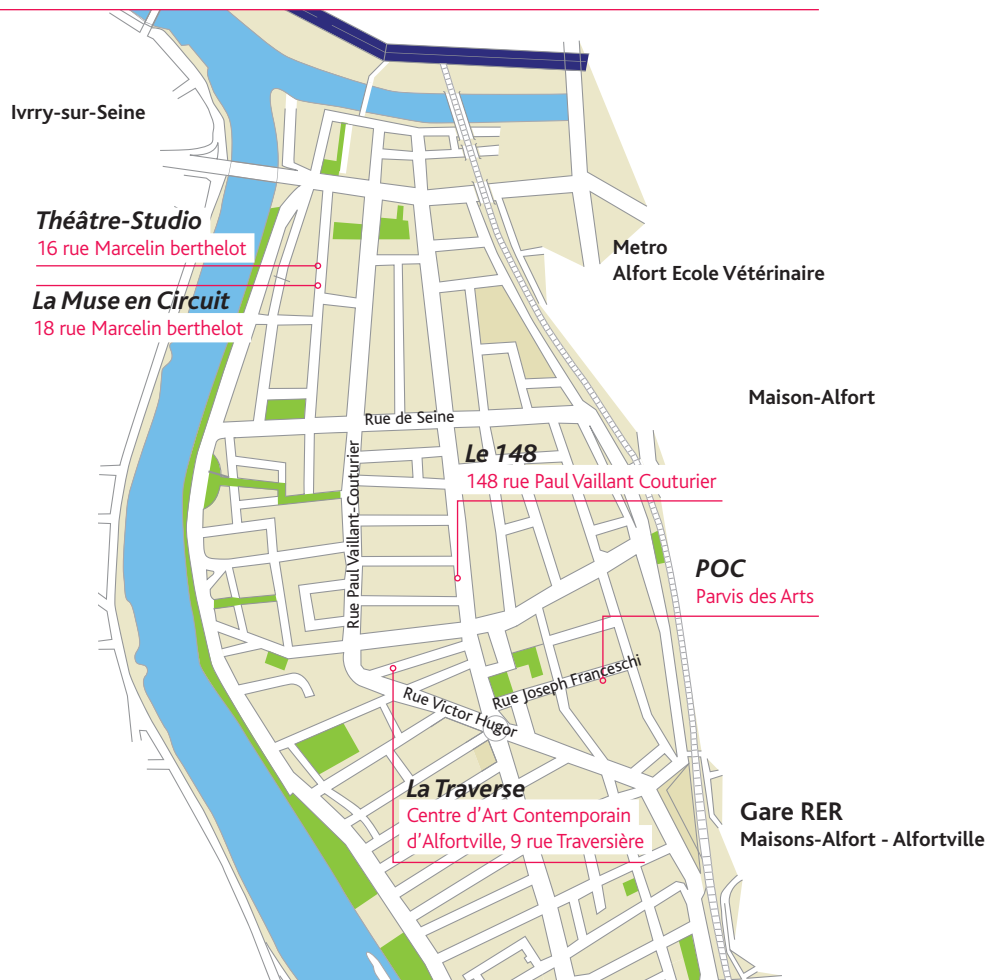 Ivrry-sur-Seine
Théâtre-Studio
16 rue Marcelin berthelot
La Muse en Circuit
18 rue Marcelin berthelot
Metro
Alfort Ecole Vétérinaire
Maison-Alfort
Rue de Seine
Rue Paul Vaillant-Couturier
Le 148
148 rue Paul Vaillant Couturier
POC
Parvis des Arts
Rue Joseph Franceschi
Rue Victor Hugor
La Traverse
Centre d'Art Contemporain
d'Alfortville, 9 rue Traversière
Gare RER
Maisons-Alfort - Alfortville